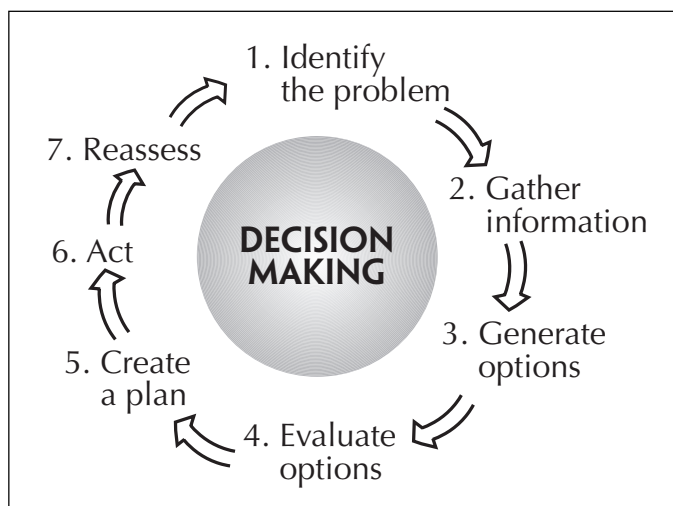 1. Identify
the problem
2. Gather
information
3. Generate
options
4. Evaluate
options
5. Create
a plan
6. Act
7. Reassess
DECISION
MAKING